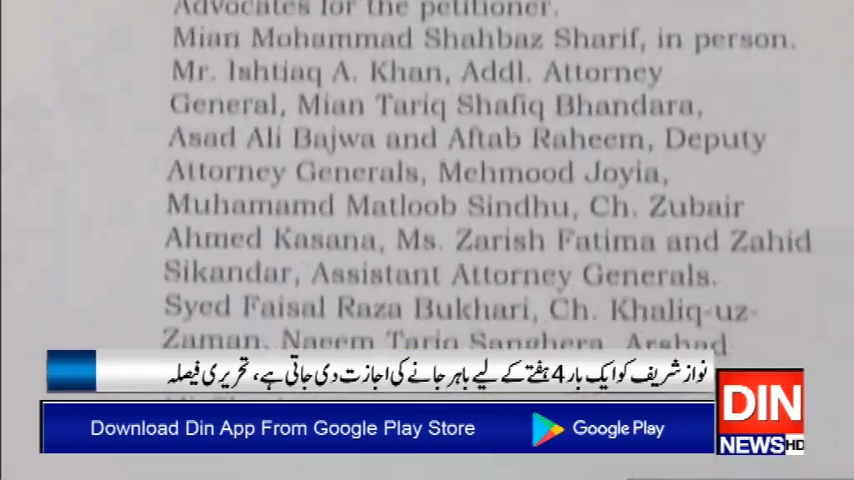 Advocates for the petitioner.
Mian Mohammad Shahbaz Sharif, in person.
Mr. Ishtiaq A. Khan, Addl. Attorney
General, Mian Tariq Shafiq Bhandara,
Asad Ali Bajwa and Aftab Raheem, Deputy
Attorney Generals, Mehmood Joyia,
Muhamamd Matloob Sindhu, Ch. Zubair
Ahmed Kasana, Ms. Zarish Fatima and Zahid
Sikandar, Assistant Attorney Generals.
Syed Faisal Raza Bukhari, Ch. Khaliq-uz-
Zaman, Naeem Tariq Sanghera, Arshad
نواز شریف کو ایک بار 4 ہفتے کے لیے باہر جانے کی اجازت دی جاتی ہے، تحریری فیصلہ
Download Din App From Google Play Store
Google Play
DIN
NEWS HD